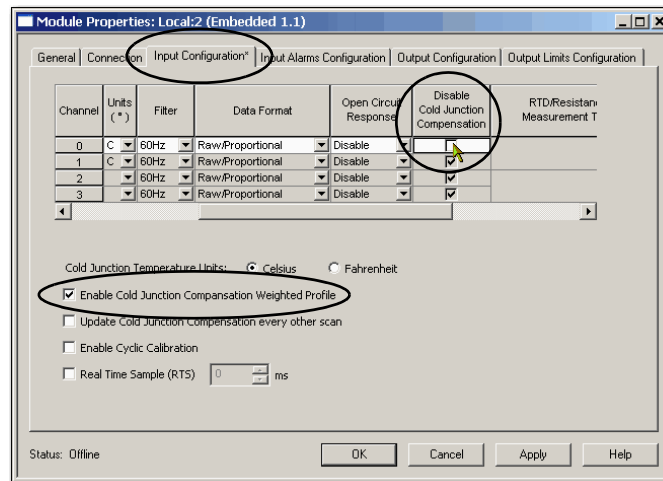 Module Properties: Local:2 (Embedded 1.1)
General Connection Input Configuration* Input Alarms Configuration Output Configuration Output Limits Configuration
Channel Units (*) Filter Data Format Open Circuit Response Disable Cold Junction Compensation RTD/Resistanc Measurement T
0 C 60Hz Raw/Proportional Disable
1 C 60Hz Raw/Proportional Disable
2 60Hz Raw/Proportional Disable
3 60Hz Raw/Proportional Disable
Cold Junction Temperature Units: Celsius Fahrenheit
Enable Cold Junction Compansation Weighted Profile
Update Cold Junction Compensation every other scan
Enable Cyclic Calibration
Real Time Sample (RTS) 0 ms
Status: Offline OK Cancel Apply Help